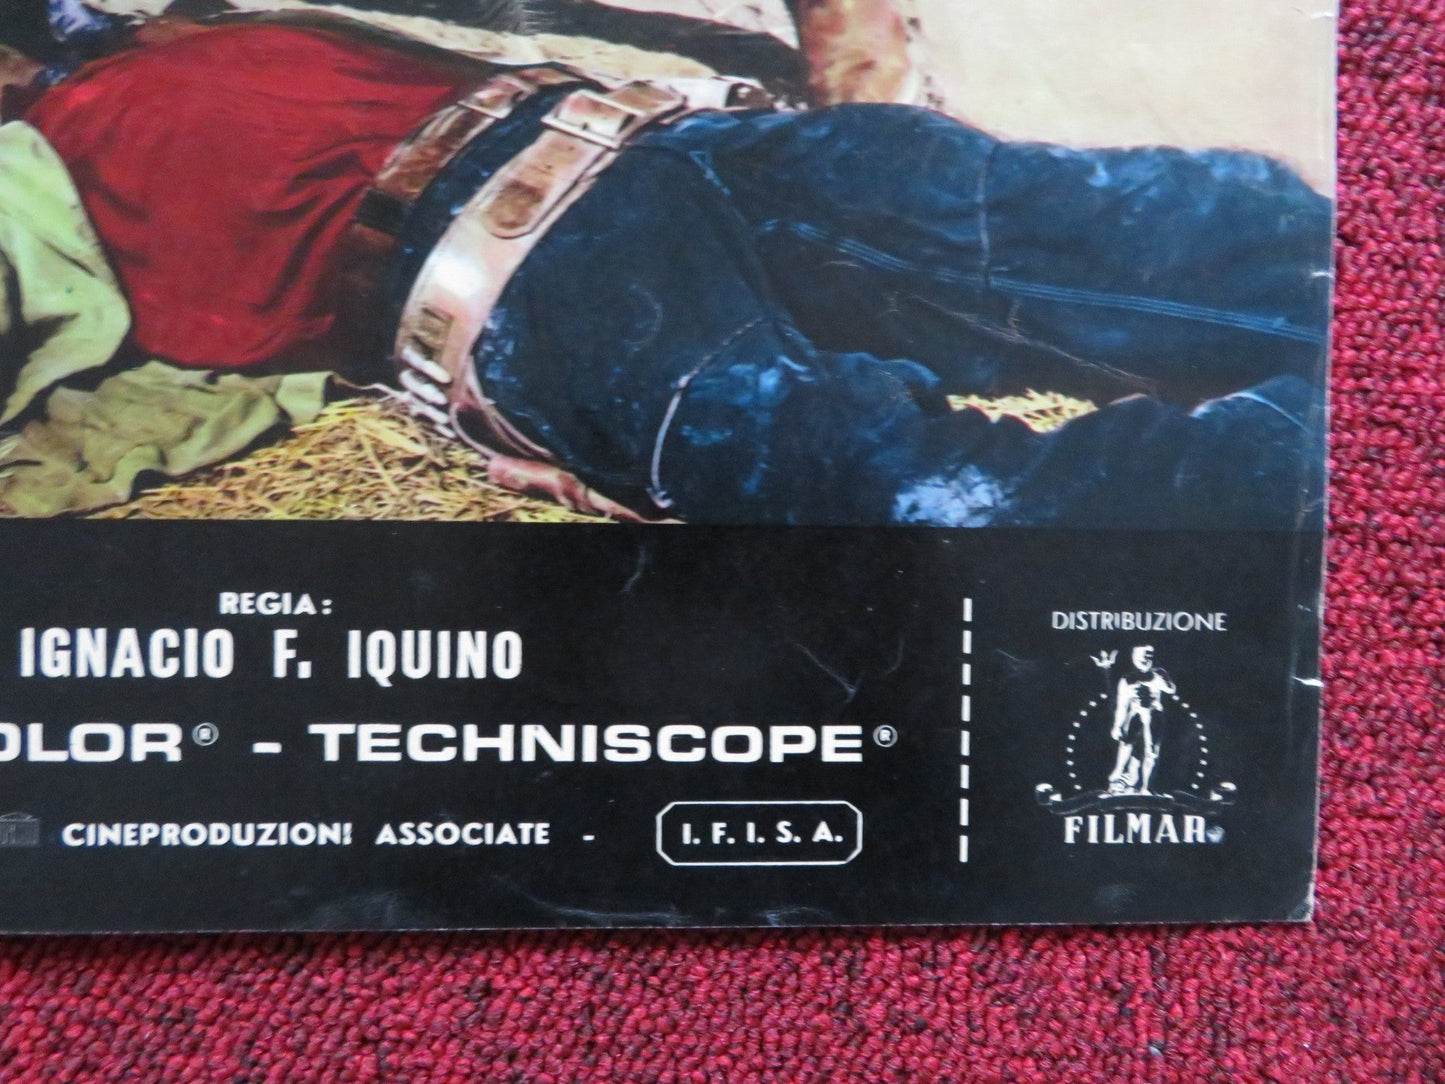 REGIA:
IGNACIO F. IQUINO
OLOR® - TECHNISCOPE®
CINEPRODUZIONI ASSOCIATE - I. F. I. S. A.
DISTRIBUZIONE
FILMAR